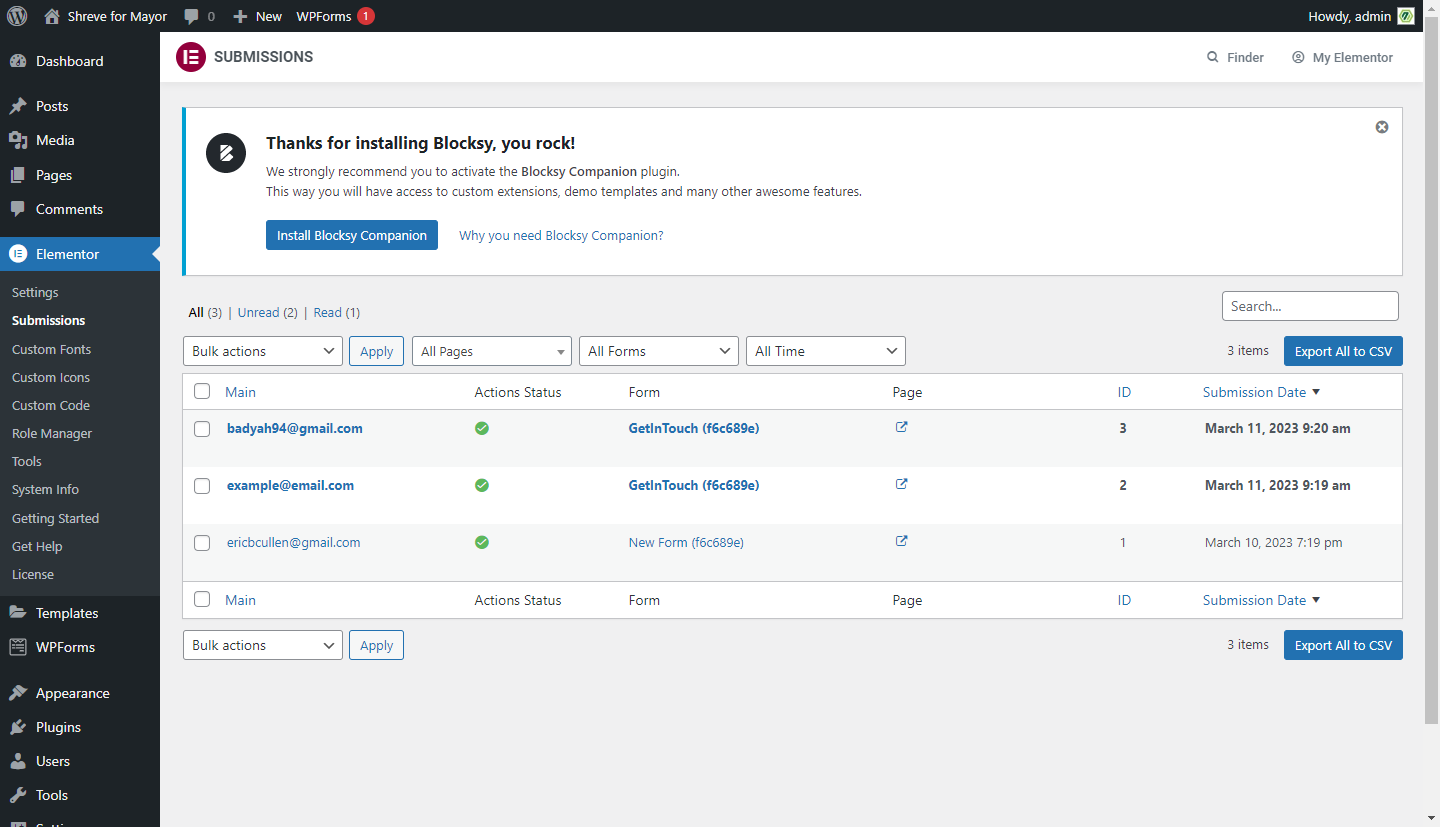 Shreve for Mayor 0 New WPForms 1 Howdy, admin
Dashboard
Posts
Media
Pages
Comments
Elementor
Settings
Submissions
Custom Fonts
Custom Icons
Custom Code
Role Manager
Tools
System Info
Getting Started
Get Help
License
Templates
WPForms
Appearance
Plugins
Users
Tools
SUBMISSIONS Finder My Elementor
Thanks for installing Blocksy, you rock!
We strongly recommend you to activate the Blocksy Companion plugin.
This way you will have access to custom extensions, demo templates and many other awesome features.
Install Blocksy Companion Why you need Blocksy Companion?
All (3) | Unread (2) | Read (1) Search...
Bulk actions Apply All Pages All Forms All Time 3 items Export All to CSV
Main Actions Status Form Page ID Submission Date
badyah94@gmail.com GetInTouch (f6c689e) 3 March 11, 2023 9:20 am
example@email.com GetInTouch (f6c689e) 2 March 11, 2023 9:19 am
ericbcullen@gmail.com New Form (f6c689e) 1 March 10, 2023 7:19 pm
Main Actions Status Form Page ID Submission Date
Bulk actions Apply 3 items Export All to CSV